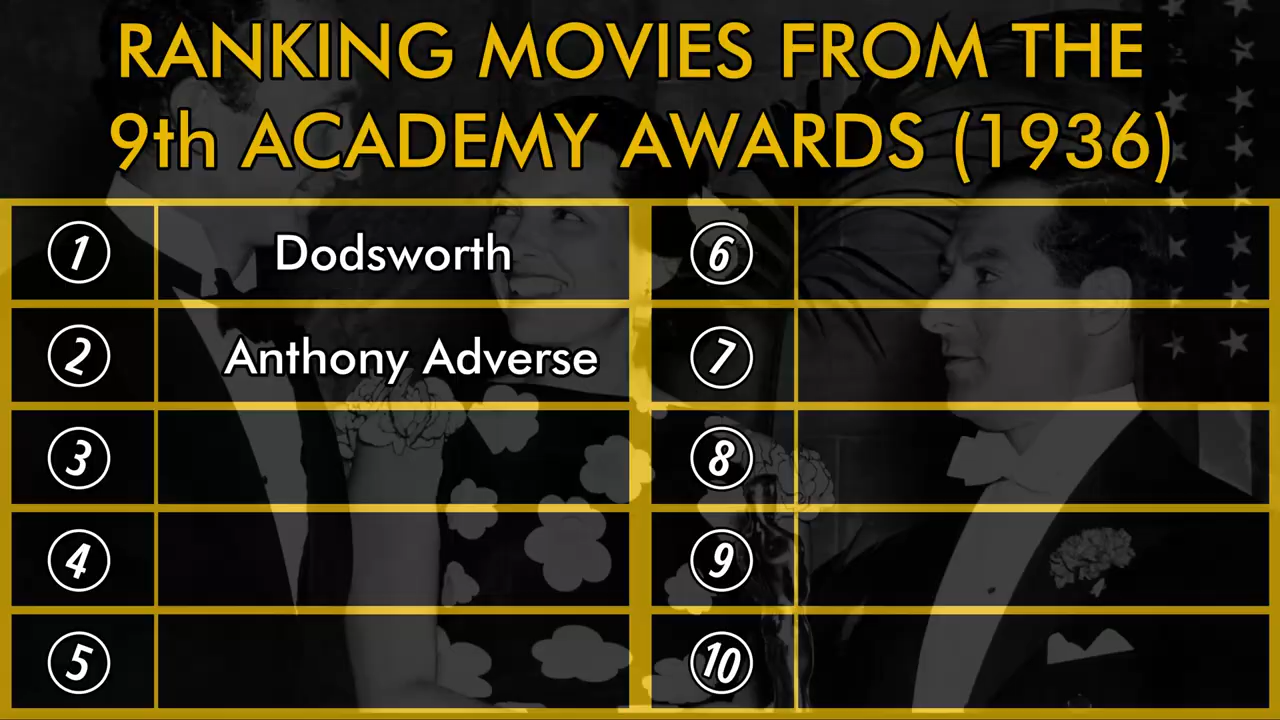 RANKING MOVIES FROM THE
9th ACADEMY AWARDS (1936)
1 Dodsworth
2 Anthony Adverse
3
4
5
6
7
8
9
10